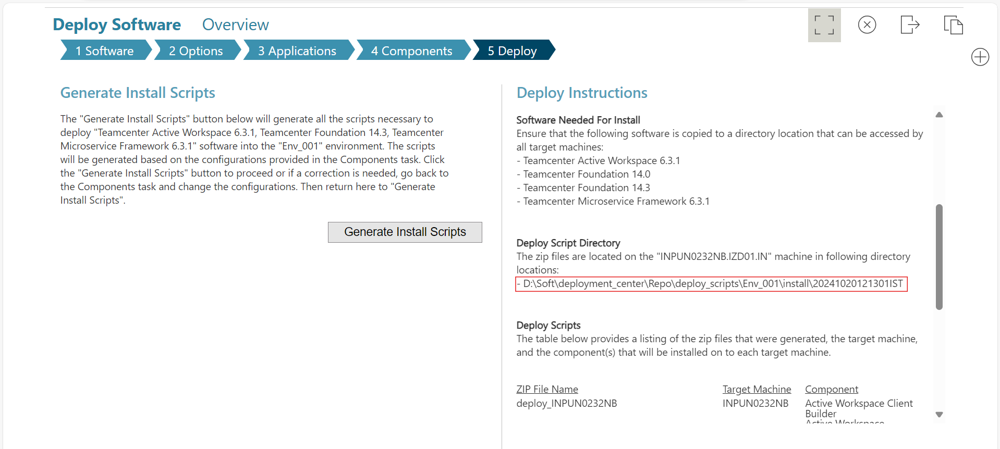 Deploy Software Overview
1 Software 2 Options 3 Applications 4 Components 5 Deploy
Generate Install Scripts
The "Generate Install Scripts" button below will generate all the scripts necessary to
deploy "Teamcenter Active Workspace 6.3.1, Teamcenter Foundation 14.3, Teamcenter
Microservice Framework 6.3.1" software into the "Env_001" environment. The scripts
will be generated based on the configurations provided in the Components task. Click
the "Generate Install Scripts" button to proceed or if a correction is needed, go back to
the Components task and change the configurations. Then return here to "Generate
Install Scripts".
Generate Install Scripts
Deploy Instructions
Software Needed For Install
Ensure that the following software is copied to a directory location that can be accessed by
all target machines:
- Teamcenter Active Workspace 6.3.1
- Teamcenter Foundation 14.0
- Teamcenter Foundation 14.3
- Teamcenter Microservice Framework 6.3.1
Deploy Script Directory
The zip files are located on the "INPUN0232NB.IZD01.IN" machine in following directory
locations:
- D:\Soft\deployment_center\Repo\deploy_scripts\Env_001\install\20241020121301IST
Deploy Scripts
The table below provides a listing of the zip files that were generated, the target machine,
and the component(s) that will be installed on to each target machine.
ZIP File Name Target Machine Component
deploy_INPUN0232NB INPUN0232NB Active Workspace Client
Builder
Active Workspace